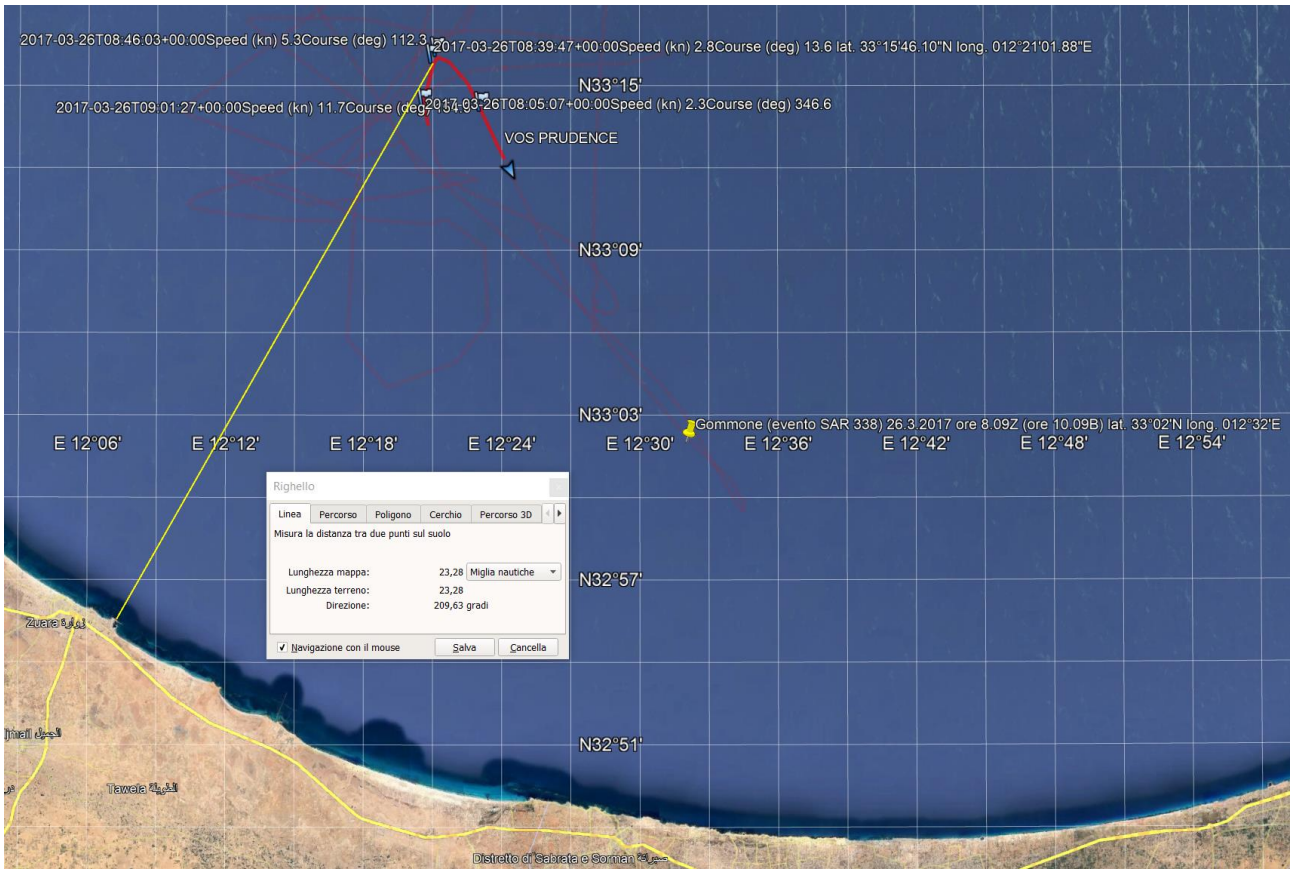 2017-03-26T08:46:03+00:00Speed (kn) 5.3Course (deg) 112.3
2017-03-26T08:39:47+00:00Speed (kn) 2.8Course (deg) 13.6 lat. 33°15'46.10"N long. 012°21'01.88"E
N33°15'
2017-03-26T09:01:27+00:00Speed (kn) 11.7Course (deg)
2017-03-26T08:05:07+00:00Speed (kn) 2.3Course (deg) 346.6
VOS PRUDENCE
N33°09'
N33°03'
Gommone (evento SAR 338) 26.3.2017 ore 8.09Z (ore 10.09B) lat. 33°02'N long. 012°32'E
E 12°06'
E 12°12'
E 12°18'
E 12°24'
E 12°30'
E 12°36'
E 12°42'
E 12°48'
E 12°54'
Righello
Linea
Percorso
Poligono
Cerchio
Percorso 3D
Misura la distanza tra due punti sul suolo
Lunghezza mappa: 23,28 Miglia nautiche
Lunghezza terreno: 23,28
Direzione: 209,63 gradi
Navigazione con il mouse
Salva
Cancella
N32°57'
Zuara زوارة
N32°51'
الجميل
Tawela الطويلة
Distretto di Sabrata e Sorman صبراتة